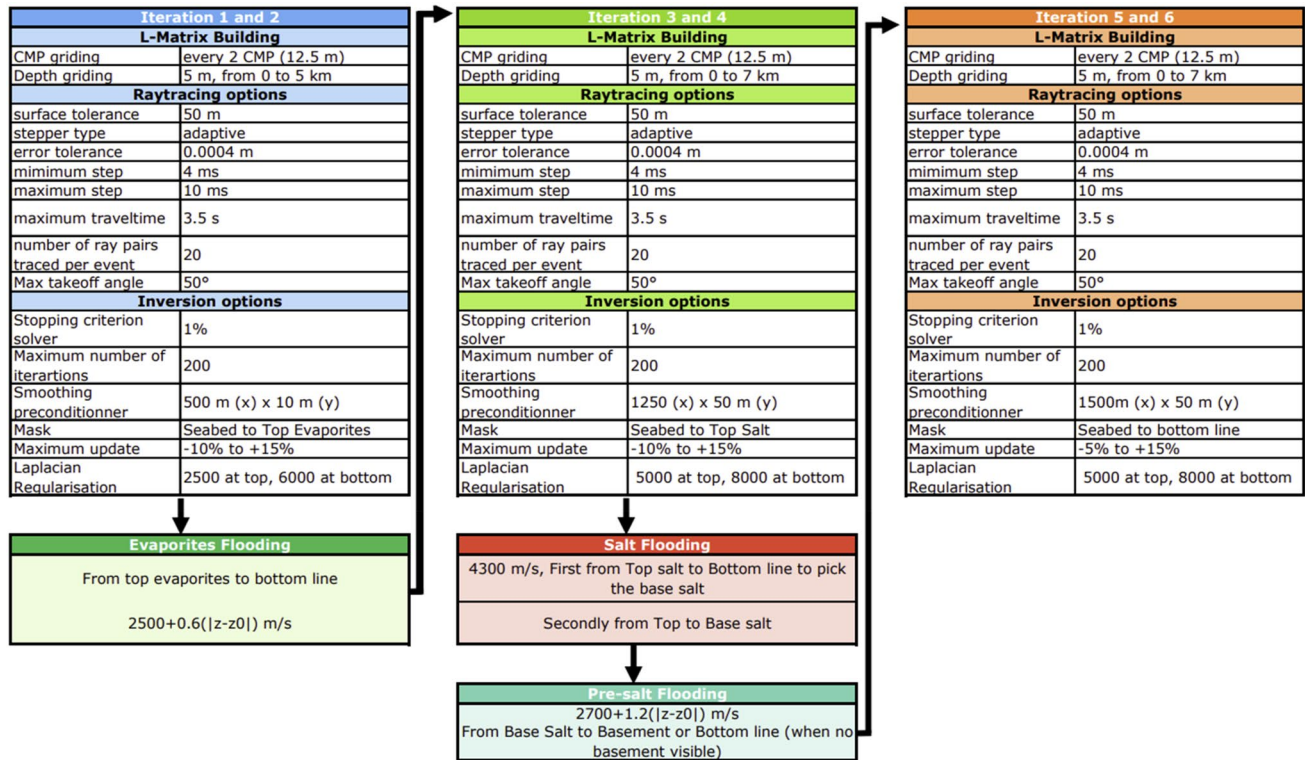 Iteration 1 and 2
L-Matrix Building
CMP griding every 2 CMP (12.5 m)
Depth griding 5 m, from 0 to 5 km
Raytracing options
surface tolerance 50 m
stepper type adaptive
error tolerance 0.0004 m
mimimum step 4 ms
maximum step 10 ms
maximum traveltime 3.5 s
number of ray pairs
traced per event 20
Max takeoff angle 50º
Inversion options
Stopping criterion
solver 1%
Maximum number of
iterartions 200
Smoothing
preconditionner 500 m (x) x 10 m (y)
Mask Seabed to Top Evaporites
Maximum update -10% to +15%
Laplacian
Regularisation 2500 at top, 6000 at bottom
Evaporites Flooding
From top evaporites to bottom line
2500+0.6(|z-z0|) m/s
Iteration 3 and 4
L-Matrix Building
CMP griding every 2 CMP (12.5 m)
Depth griding 5 m, from 0 to 7 km
Raytracing options
surface tolerance 50 m
stepper type adaptive
error tolerance 0.0004 m
mimimum step 4 ms
maximum step 10 ms
maximum traveltime 3.5 s
number of ray pairs
traced per event 20
Max takeoff angle 50º
Inversion options
Stopping criterion
solver 1%
Maximum number of
iterartions 200
Smoothing
preconditionner 1250 (x) x 50 m (y)
Mask Seabed to Top Salt
Maximum update -10% to +15%
Laplacian
Regularisation 5000 at top, 8000 at bottom
Salt Flooding
4300 m/s, First from Top salt to Bottom line to pick
the base salt
Secondly from Top to Base salt
Pre-salt Flooding
2700+1.2(|z-z0|) m/s
From Base Salt to Basement or Bottom line (when no
basement visible)
Iteration 5 and 6
L-Matrix Building
CMP griding every 2 CMP (12.5 m)
Depth griding 5 m, from 0 to 7 km
Raytracing options
surface tolerance 50 m
stepper type adaptive
error tolerance 0.0004 m
mimimum step 4 ms
maximum step 10 ms
maximum traveltime 3.5 s
number of ray pairs
traced per event 20
Max takeoff angle 50º
Inversion options
Stopping criterion
solver 1%
Maximum number of
iterartions 200
Smoothing
preconditionner 1500m (x) x 50 m (y)
Mask Seabed to bottom line
Maximum update -5% to +15%
Laplacian
Regularisation 5000 at top, 8000 at bottom